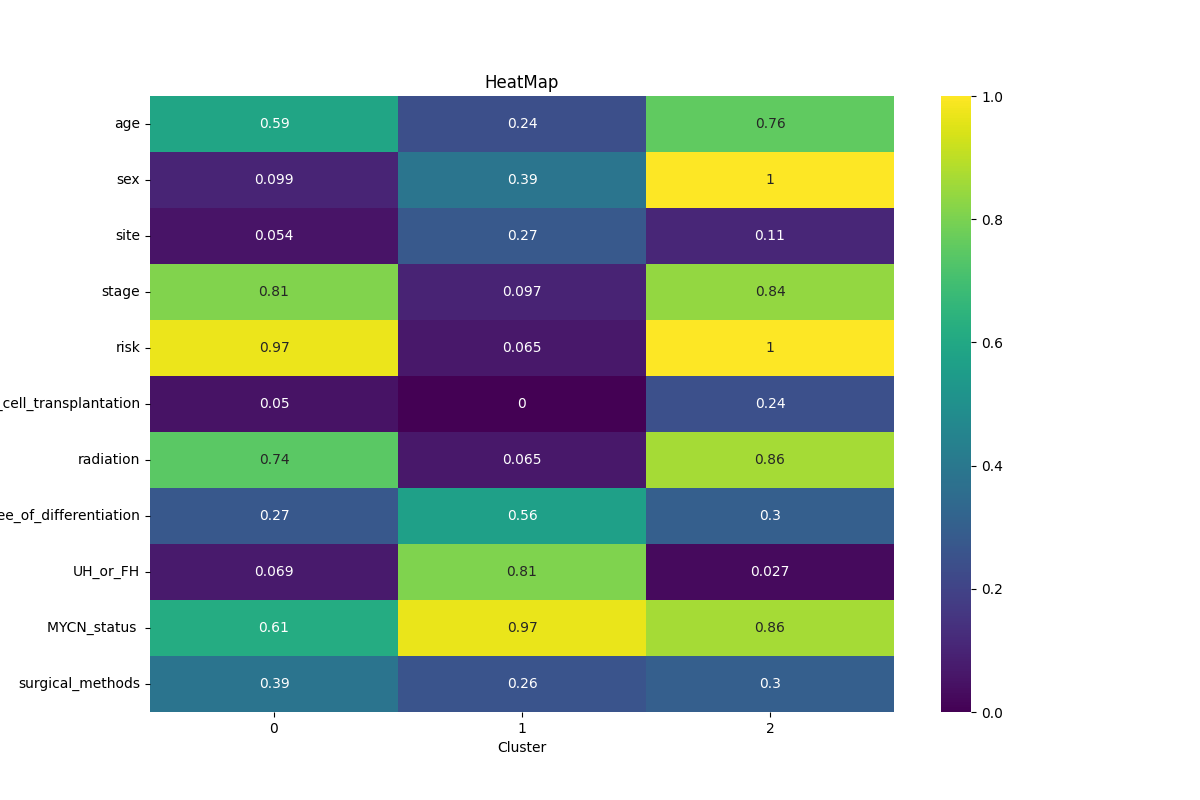 HeatMap
age 0.59 0.24 0.76 1.0
sex 0.099 0.39 1
site 0.054 0.27 0.11 0.8
stage 0.81 0.097 0.84
risk 0.97 0.065 1 0.6
_cell_transplantation 0.05 0 0.24
radiation 0.74 0.065 0.86 0.4
ee_of_differentiation 0.27 0.56 0.3
UH_or_FH 0.069 0.81 0.027 0.2
MYCN_status 0.61 0.97 0.86
surgical_methods 0.39 0.26 0.3 0.0
0 1 2
Cluster